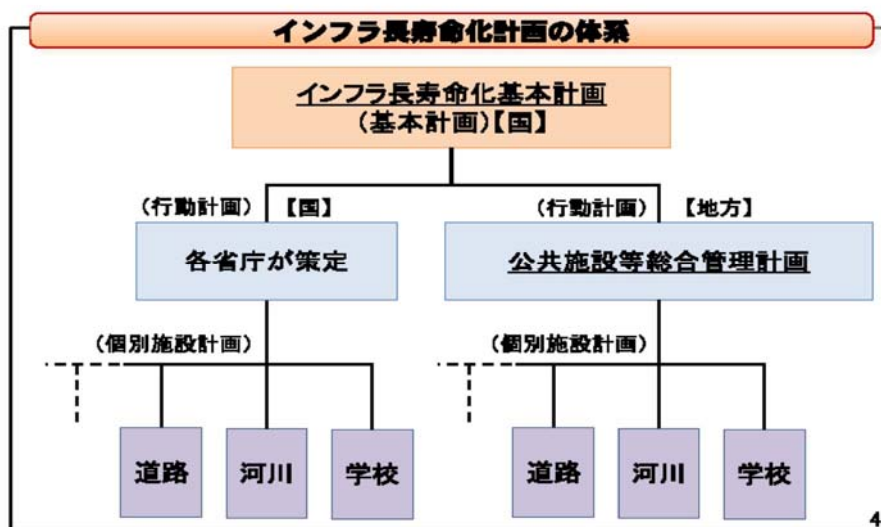 インフラ長寿命化計画の体系
インフラ長寿命化基本計画
(基本計画)【国】
(行動計画) 【国】
(行動計画) 【地方】
各省庁が策定
公共施設等総合管理計画
(個別施設計画)
(個別施設計画)
道路 河川 学校
道路 河川 学校
4